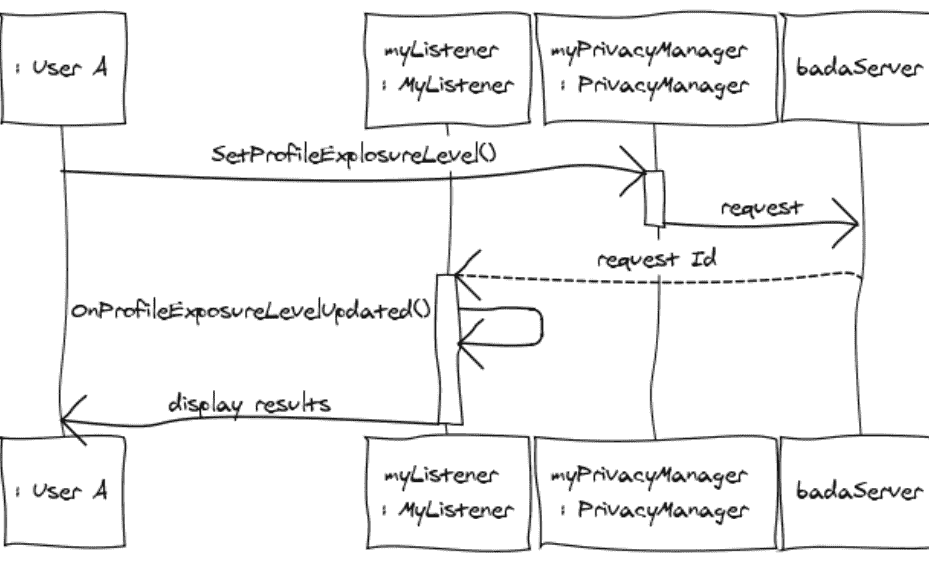 : User A
myListener
: MyListener
myPrivacyManager
: PrivacyManager
badaServer
SetProfileExplosureLevel()
request
request Id
OnProfileExposureLevelUpdated()
display results
: User A
myListener
: MyListener
myPrivacyManager
: PrivacyManager
badaServer